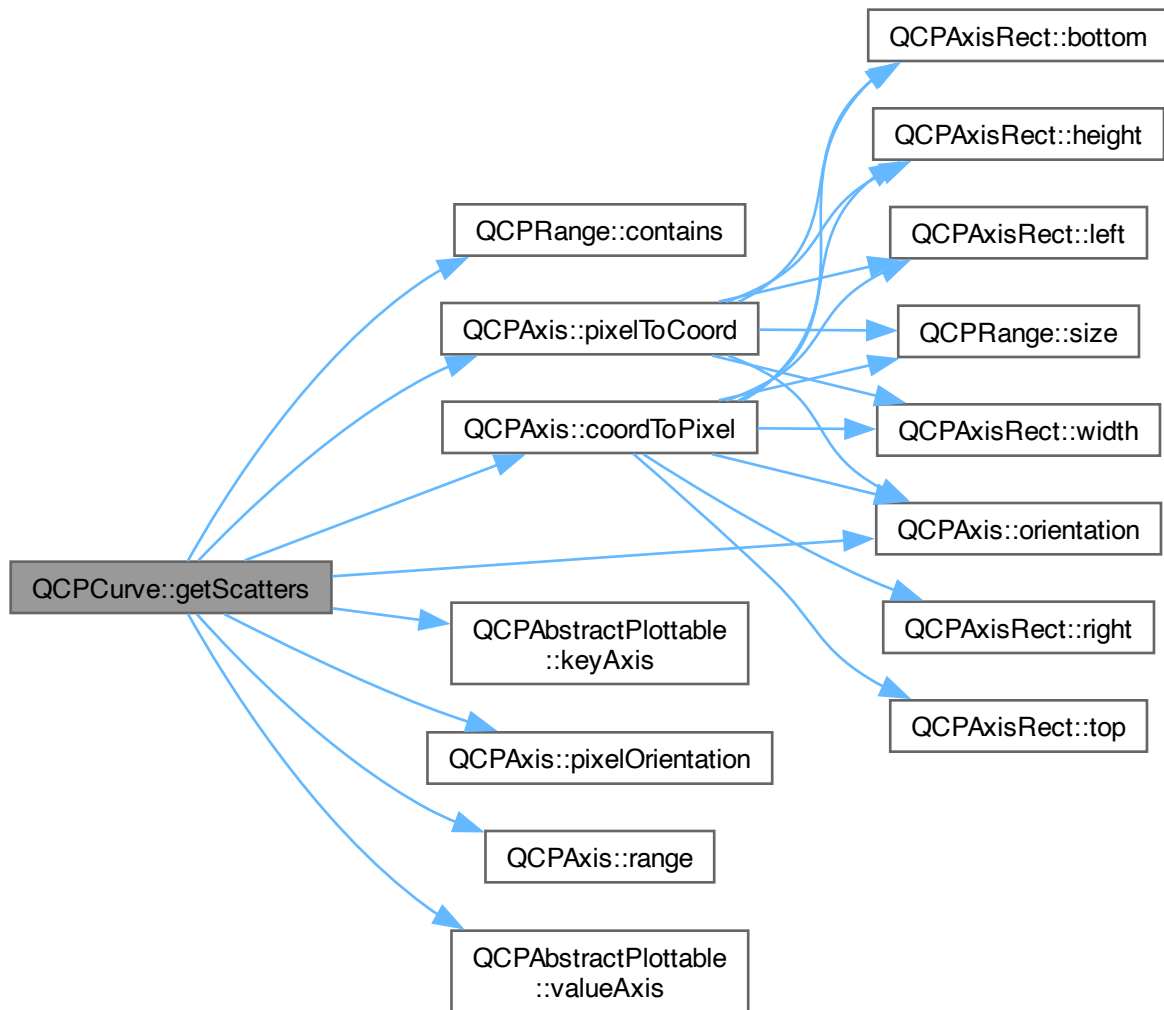 QCPCurve::getScatters
QCPRange::contains
QCPAxis::pixelToCoord
QCPAxis::coordToPixel
QCPAbstractPlottable
::keyAxis
QCPAxis::pixelOrientation
QCPAxis::range
QCPAbstractPlottable
::valueAxis
QCPAxisRect::bottom
QCPAxisRect::height
QCPAxisRect::left
QCPRange::size
QCPAxisRect::width
QCPAxis::orientation
QCPAxisRect::right
QCPAxisRect::top